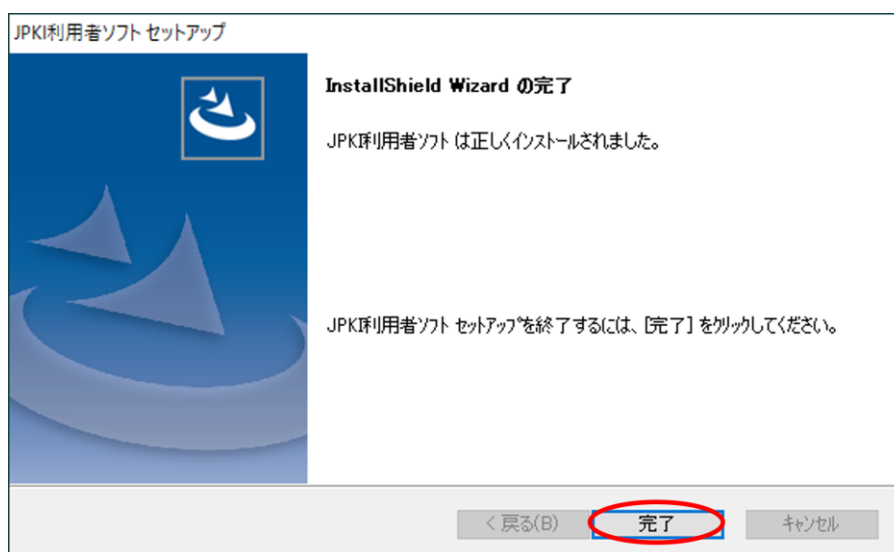 JPKI利用者ソフト セットアップ
InstallShield Wizard の完了
JPKI利用者ソフト は正しくインストールされました。
JPKI利用者ソフト セットアップを終了するには、[完了] をクリックしてください。
< 戻る(B)
完了
キャンセル